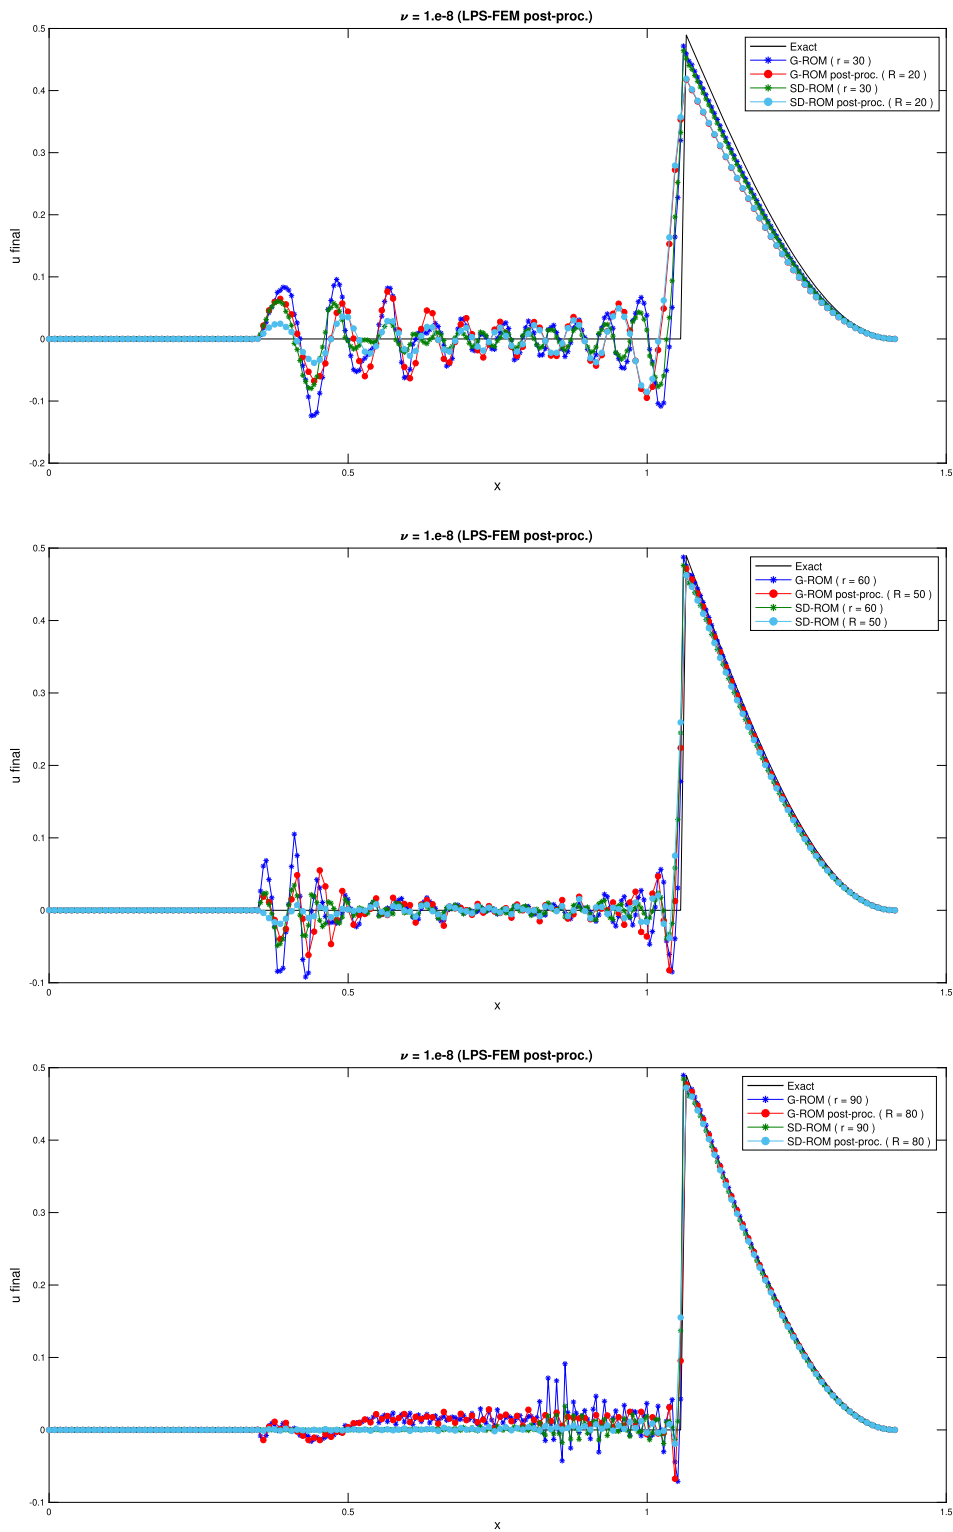 ν = 1.e-8 (LPS-FEM post-proc.)
0.5
0.4
0.3
0.2
0.1
0
-0.1
-0.2
u final
0
0.5
1
1.5
x
Exact
G-ROM ( r = 30 )
G-ROM post-proc. ( R = 20 )
SD-ROM ( r = 30 )
SD-ROM post-proc. ( R = 20 )
ν = 1.e-8 (LPS-FEM post-proc.)
0.5
0.4
0.3
0.2
0.1
0
-0.1
u final
0
0.5
1
1.5
x
Exact
G-ROM ( r = 60 )
G-ROM post-proc. ( R = 50 )
SD-ROM ( r = 60 )
SD-ROM ( R = 50 )
ν = 1.e-8 (LPS-FEM post-proc.)
0.5
0.4
0.3
0.2
0.1
0
-0.1
u final
0
0.5
1
1.5
x
Exact
G-ROM ( r = 90 )
G-ROM post-proc. ( R = 80 )
SD-ROM ( r = 90 )
SD-ROM post-proc. ( R = 80 )